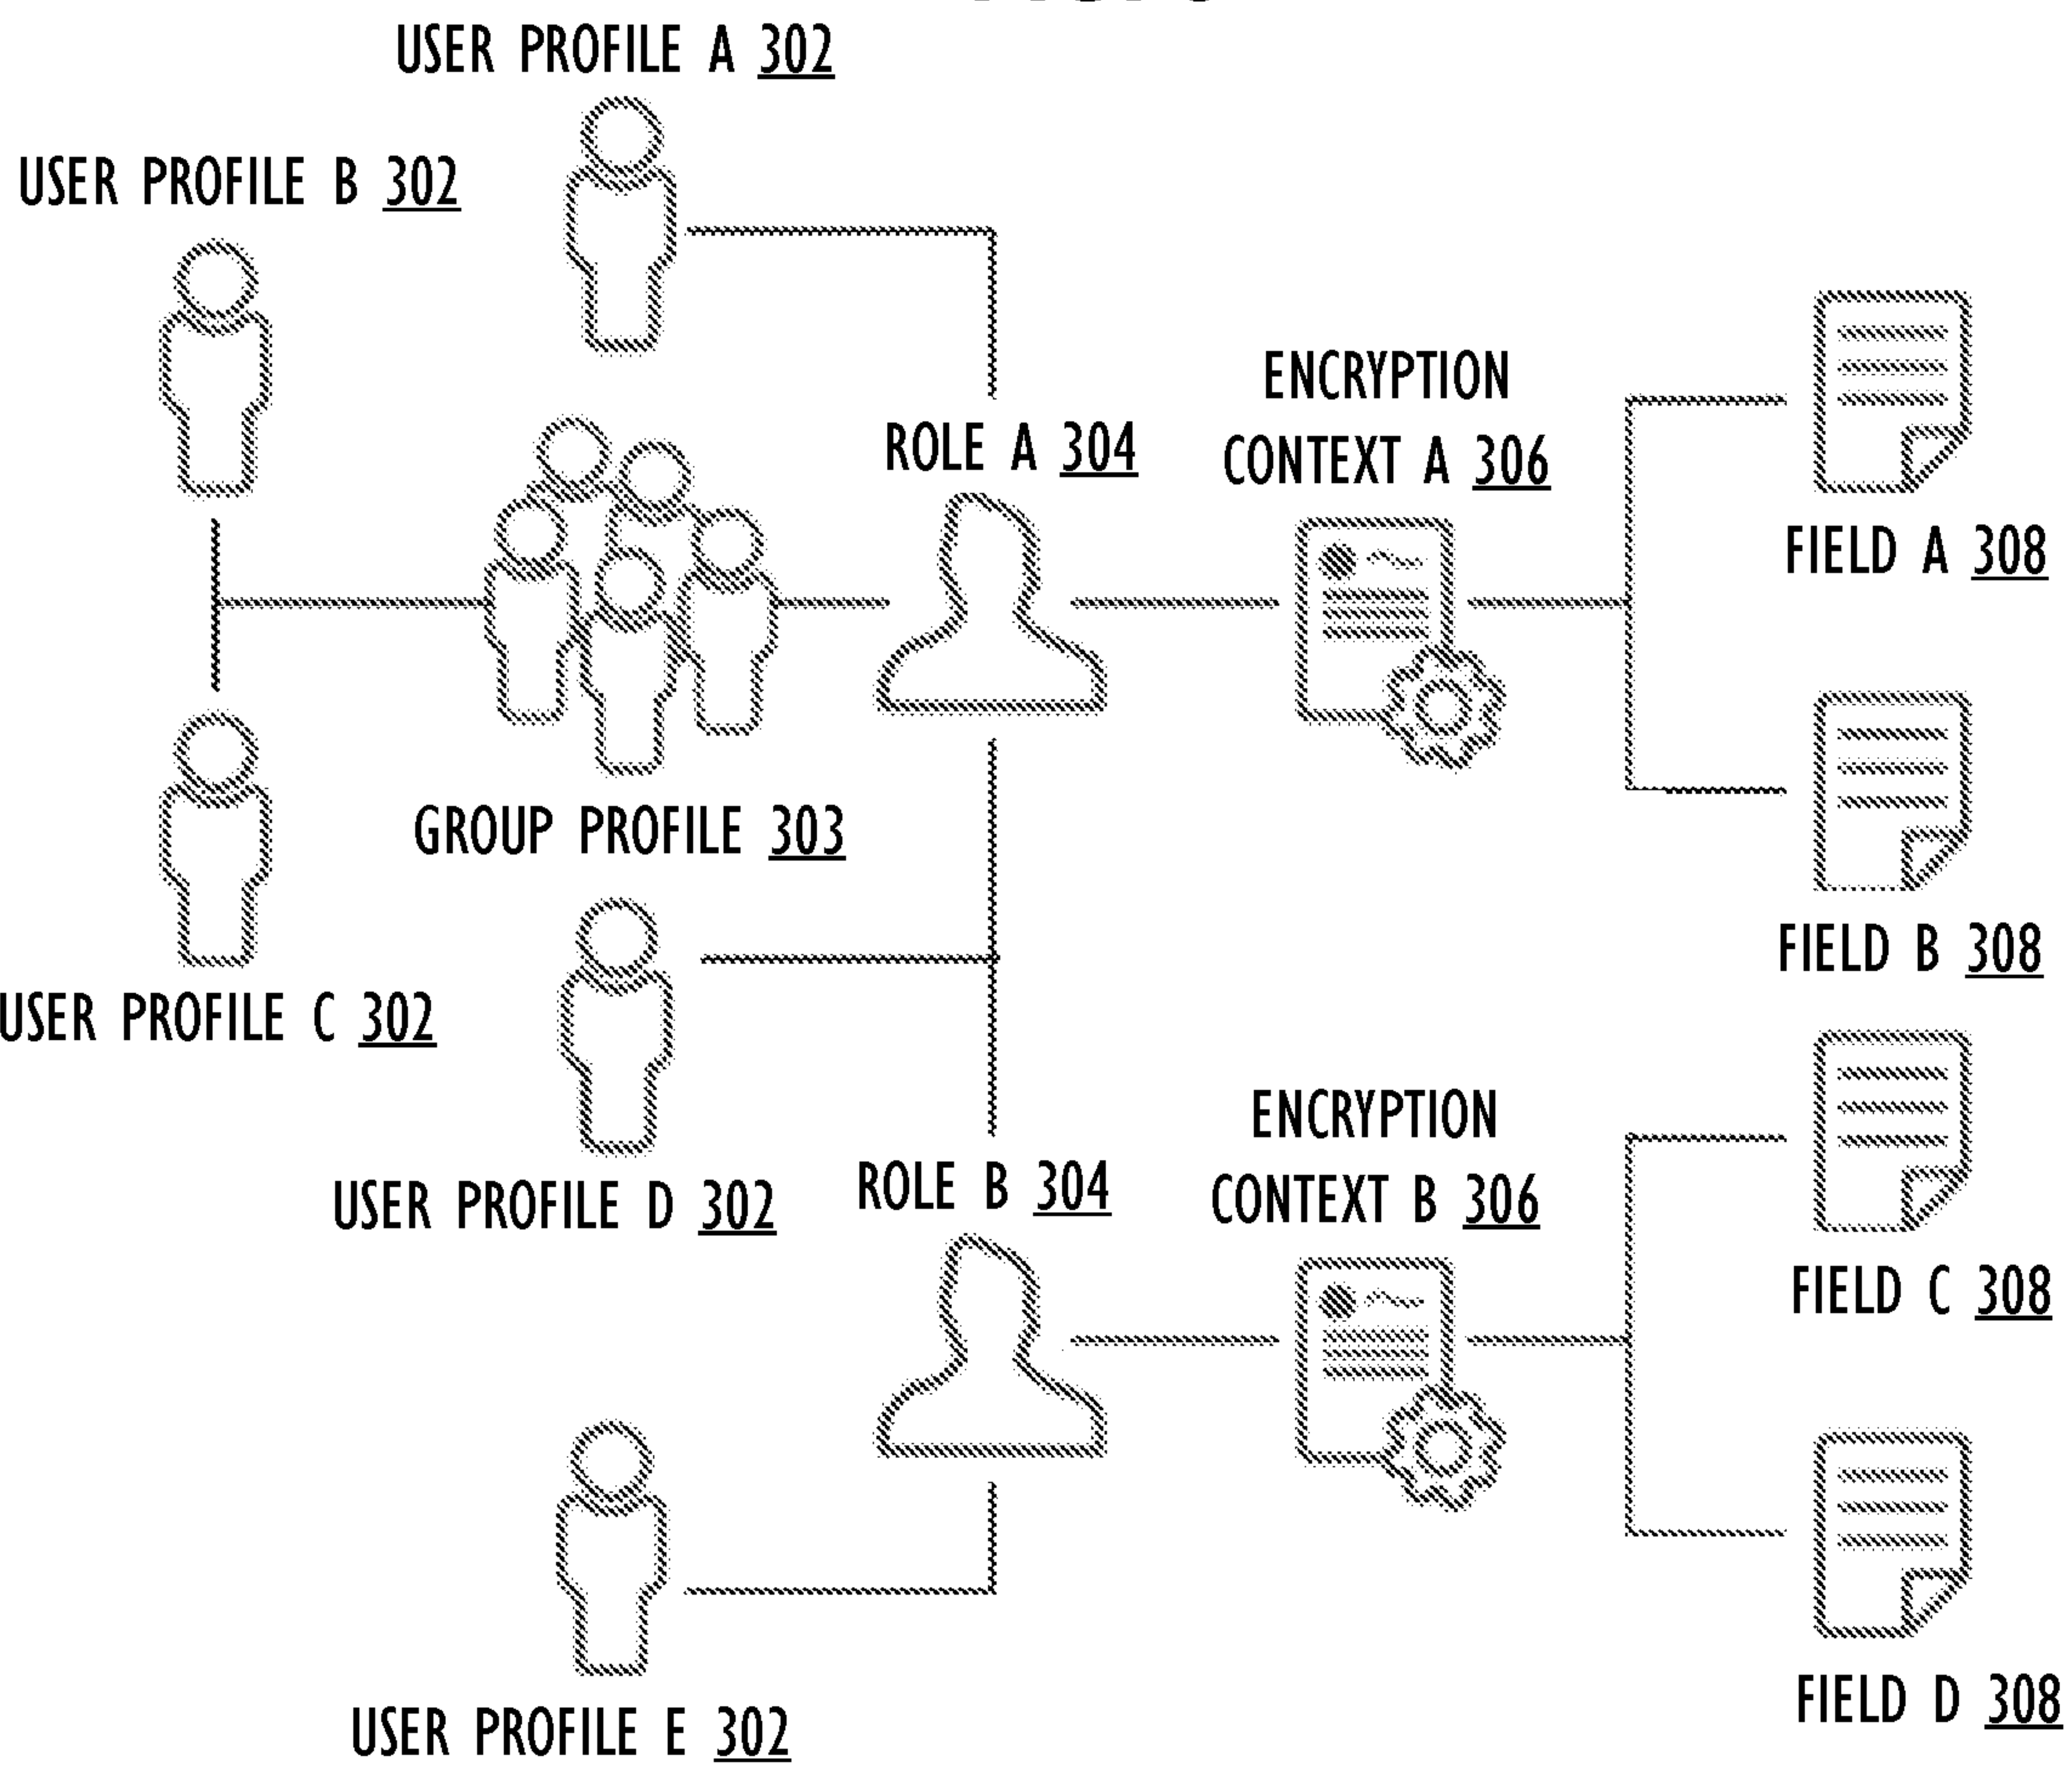 USER PROFILE A 302
USER PROFILE B 302
ENCRYPTION
CONTEXT A 306
ROLE A 304
FIELD A 308
GROUP PROFILE 303
FIELD B 308
USER PROFILE C 302
ENCRYPTION
CONTEXT B 306
USER PROFILE D 302
ROLE B 304
FIELD C 308
USER PROFILE E 302
FIELD D 308